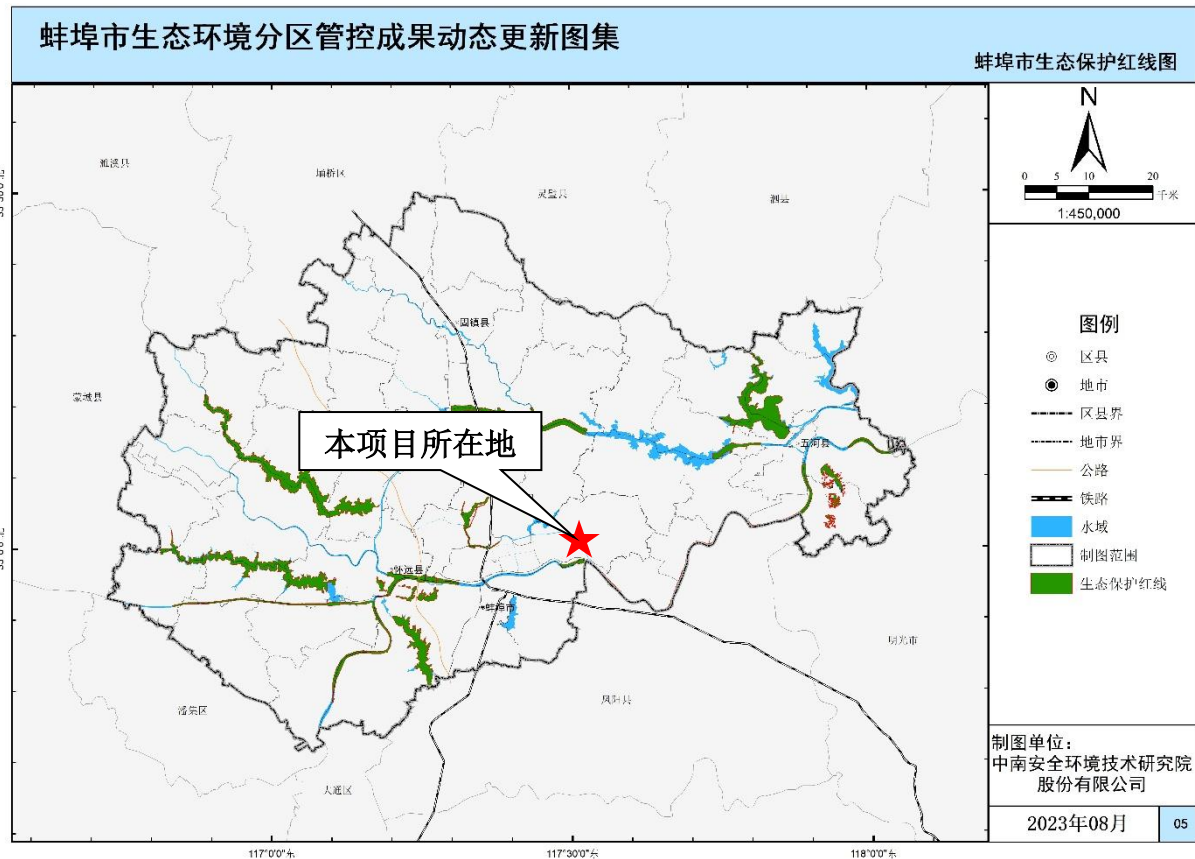 蚌埠市生态环境分区管控成果动态更新图集
蚌埠市生态保护红线图
N
0 5 10 20
千米
1:450,000
图例
区县
地市
区县界
地市界
公路
铁路
水域
制图范围
生态保护红线
制图单位:
中南安全环境技术研究院
股份有限公司
2023年08月
05
濉溪县
埇桥区
灵璧县
泗县
固镇县
蒙城县
本项目所在地
五河县
怀远县
蚌埠市
明光市
凤阳县
潘集区
大通区
117°0'0"东
117°30'0"东
118°0'0"东